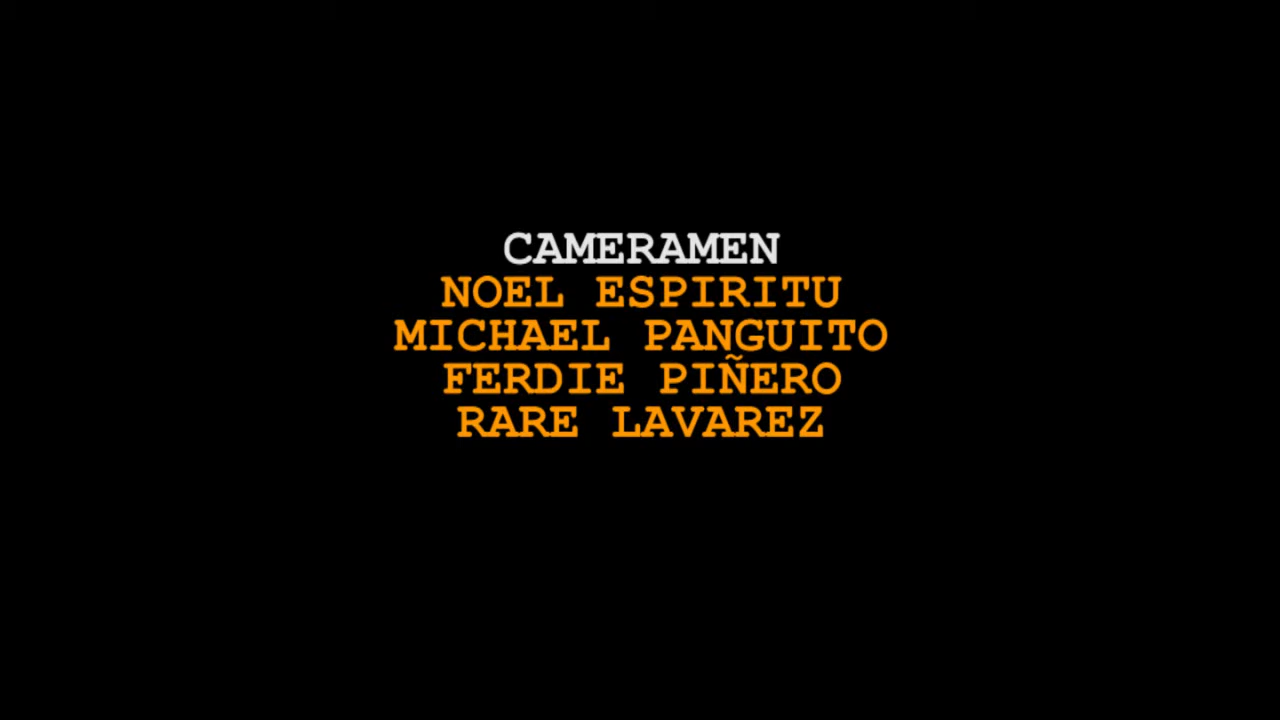 CAMERAMEN
NOEL ESPIRITU
MICHAEL PANGUITO
FERDIE PIÑERO
RARE LAVAREZ